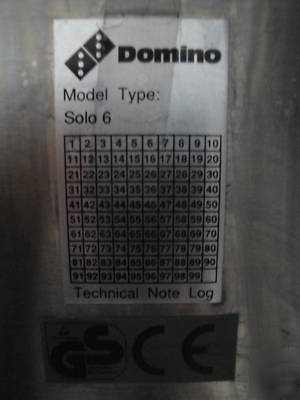 Domino
Model Type:
Solo 6
1 2 3 4 5 6 7 8 9 10
11 12 13 14 15 16 17 18 19 20
21 22 23 24 25 26 27 28 29 30
31 32 33 34 35 36 37 38 39 40
41 42 43 44 45 46 47 48 49 50
51 52 53 54 55 56 57 58 59 60
61 62 63 64 65 66 67 68 69 70
71 72 73 74 75 76 77 78 79 80
81 82 83 84 85 86 87 88 89 90
91 92 93 94 95 96 97 98 99
Technical Note Log
GS CE